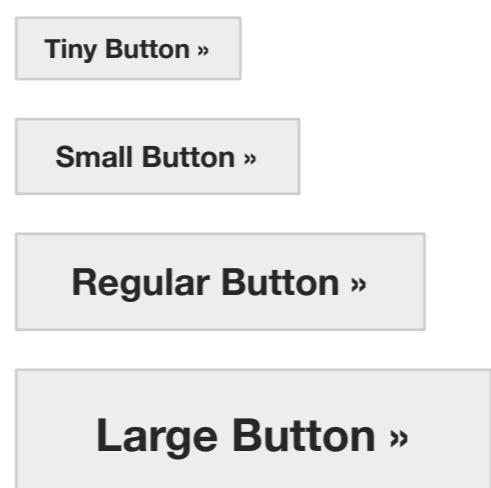 Tiny Button »
Small Button »
Regular Button »
Large Button »